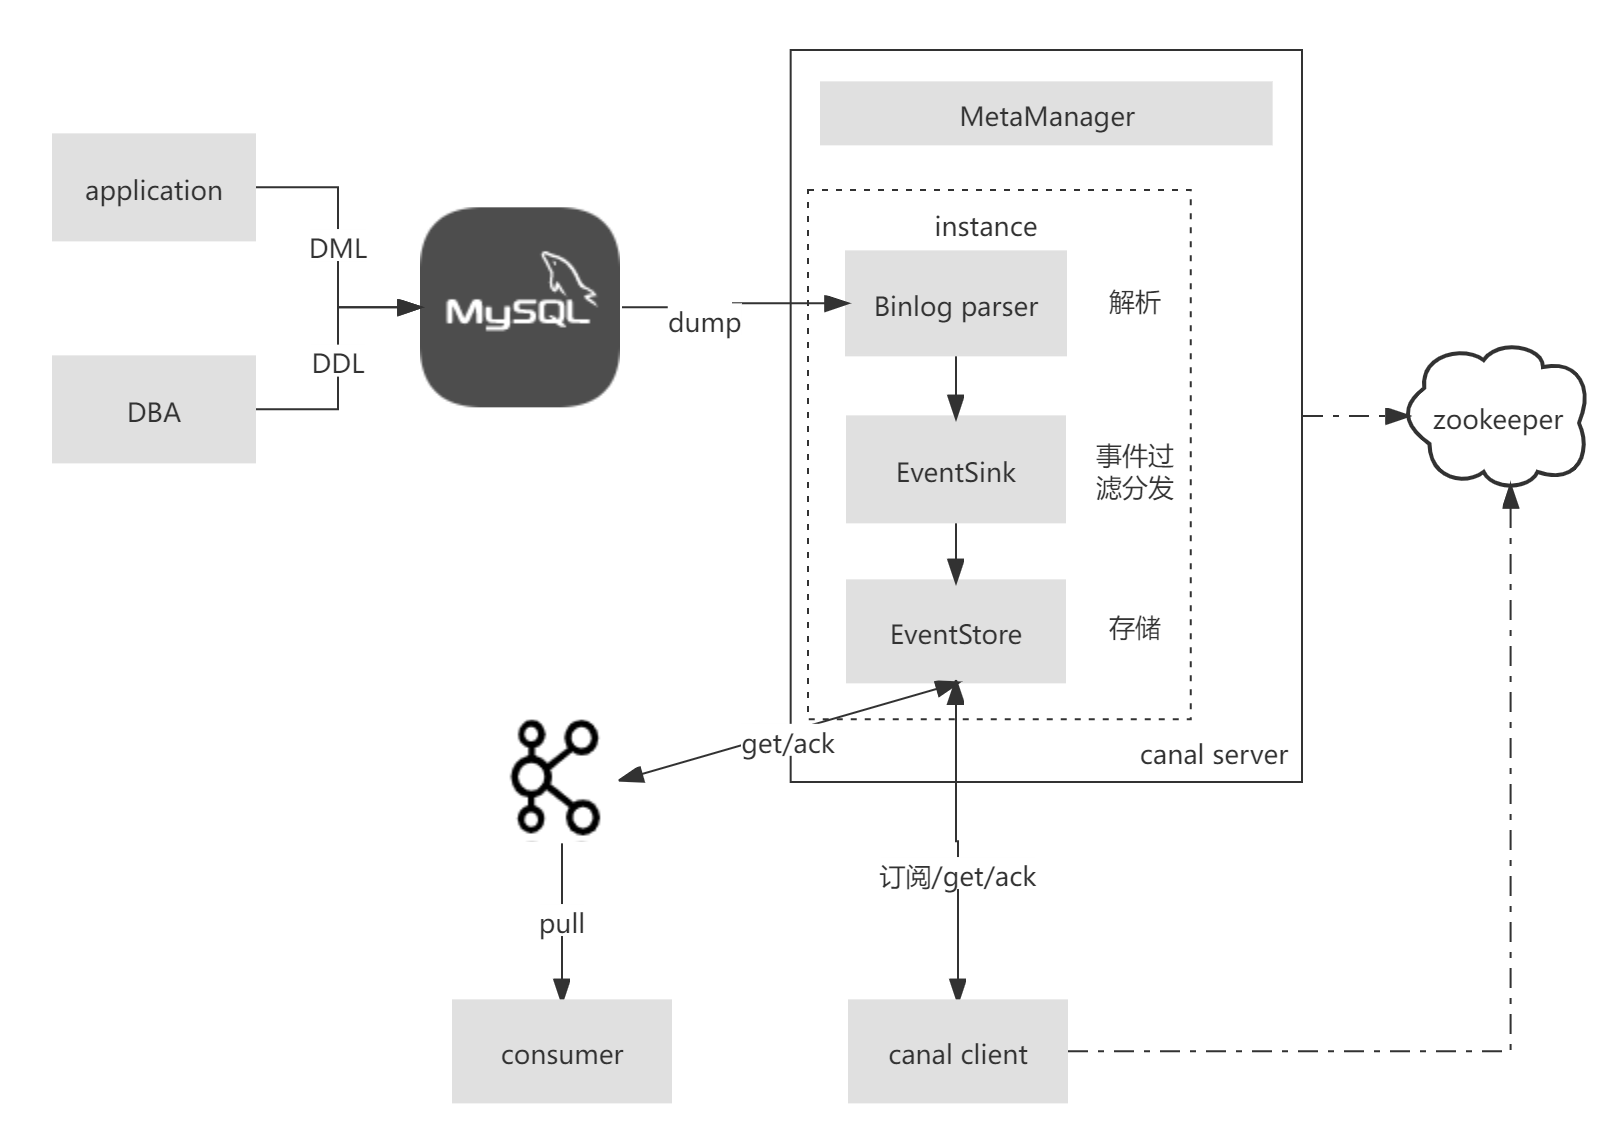 MetaManager
application
instance
DML
Binlog parser
解析
MySQL
dump
DDL
DBA
zookeeper
EventSink
事件过
滤分发
EventStore
存储
get/ack
canal server
订阅/get/ack
pull
consumer
canal client